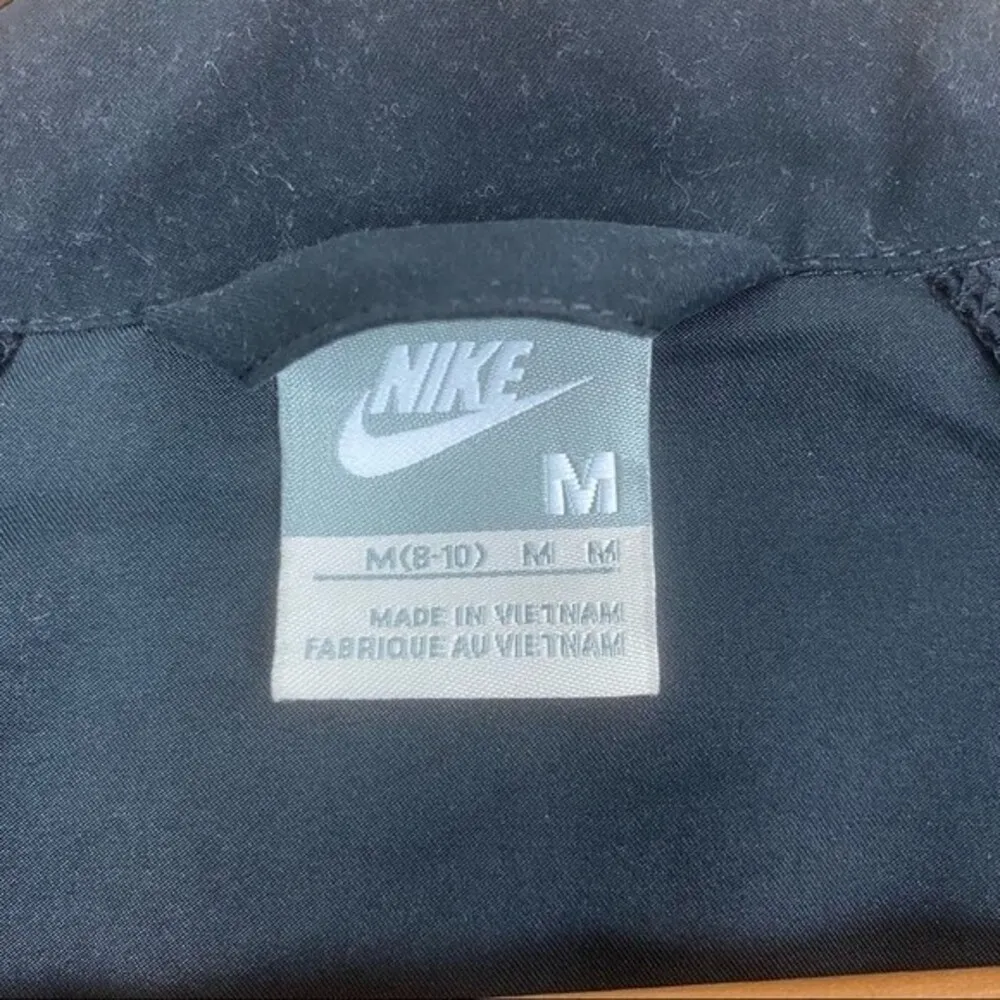 NIKE
M
M(8-10) M M
MADE IN VIETNAM
FABRIQUE AU VIETNAM